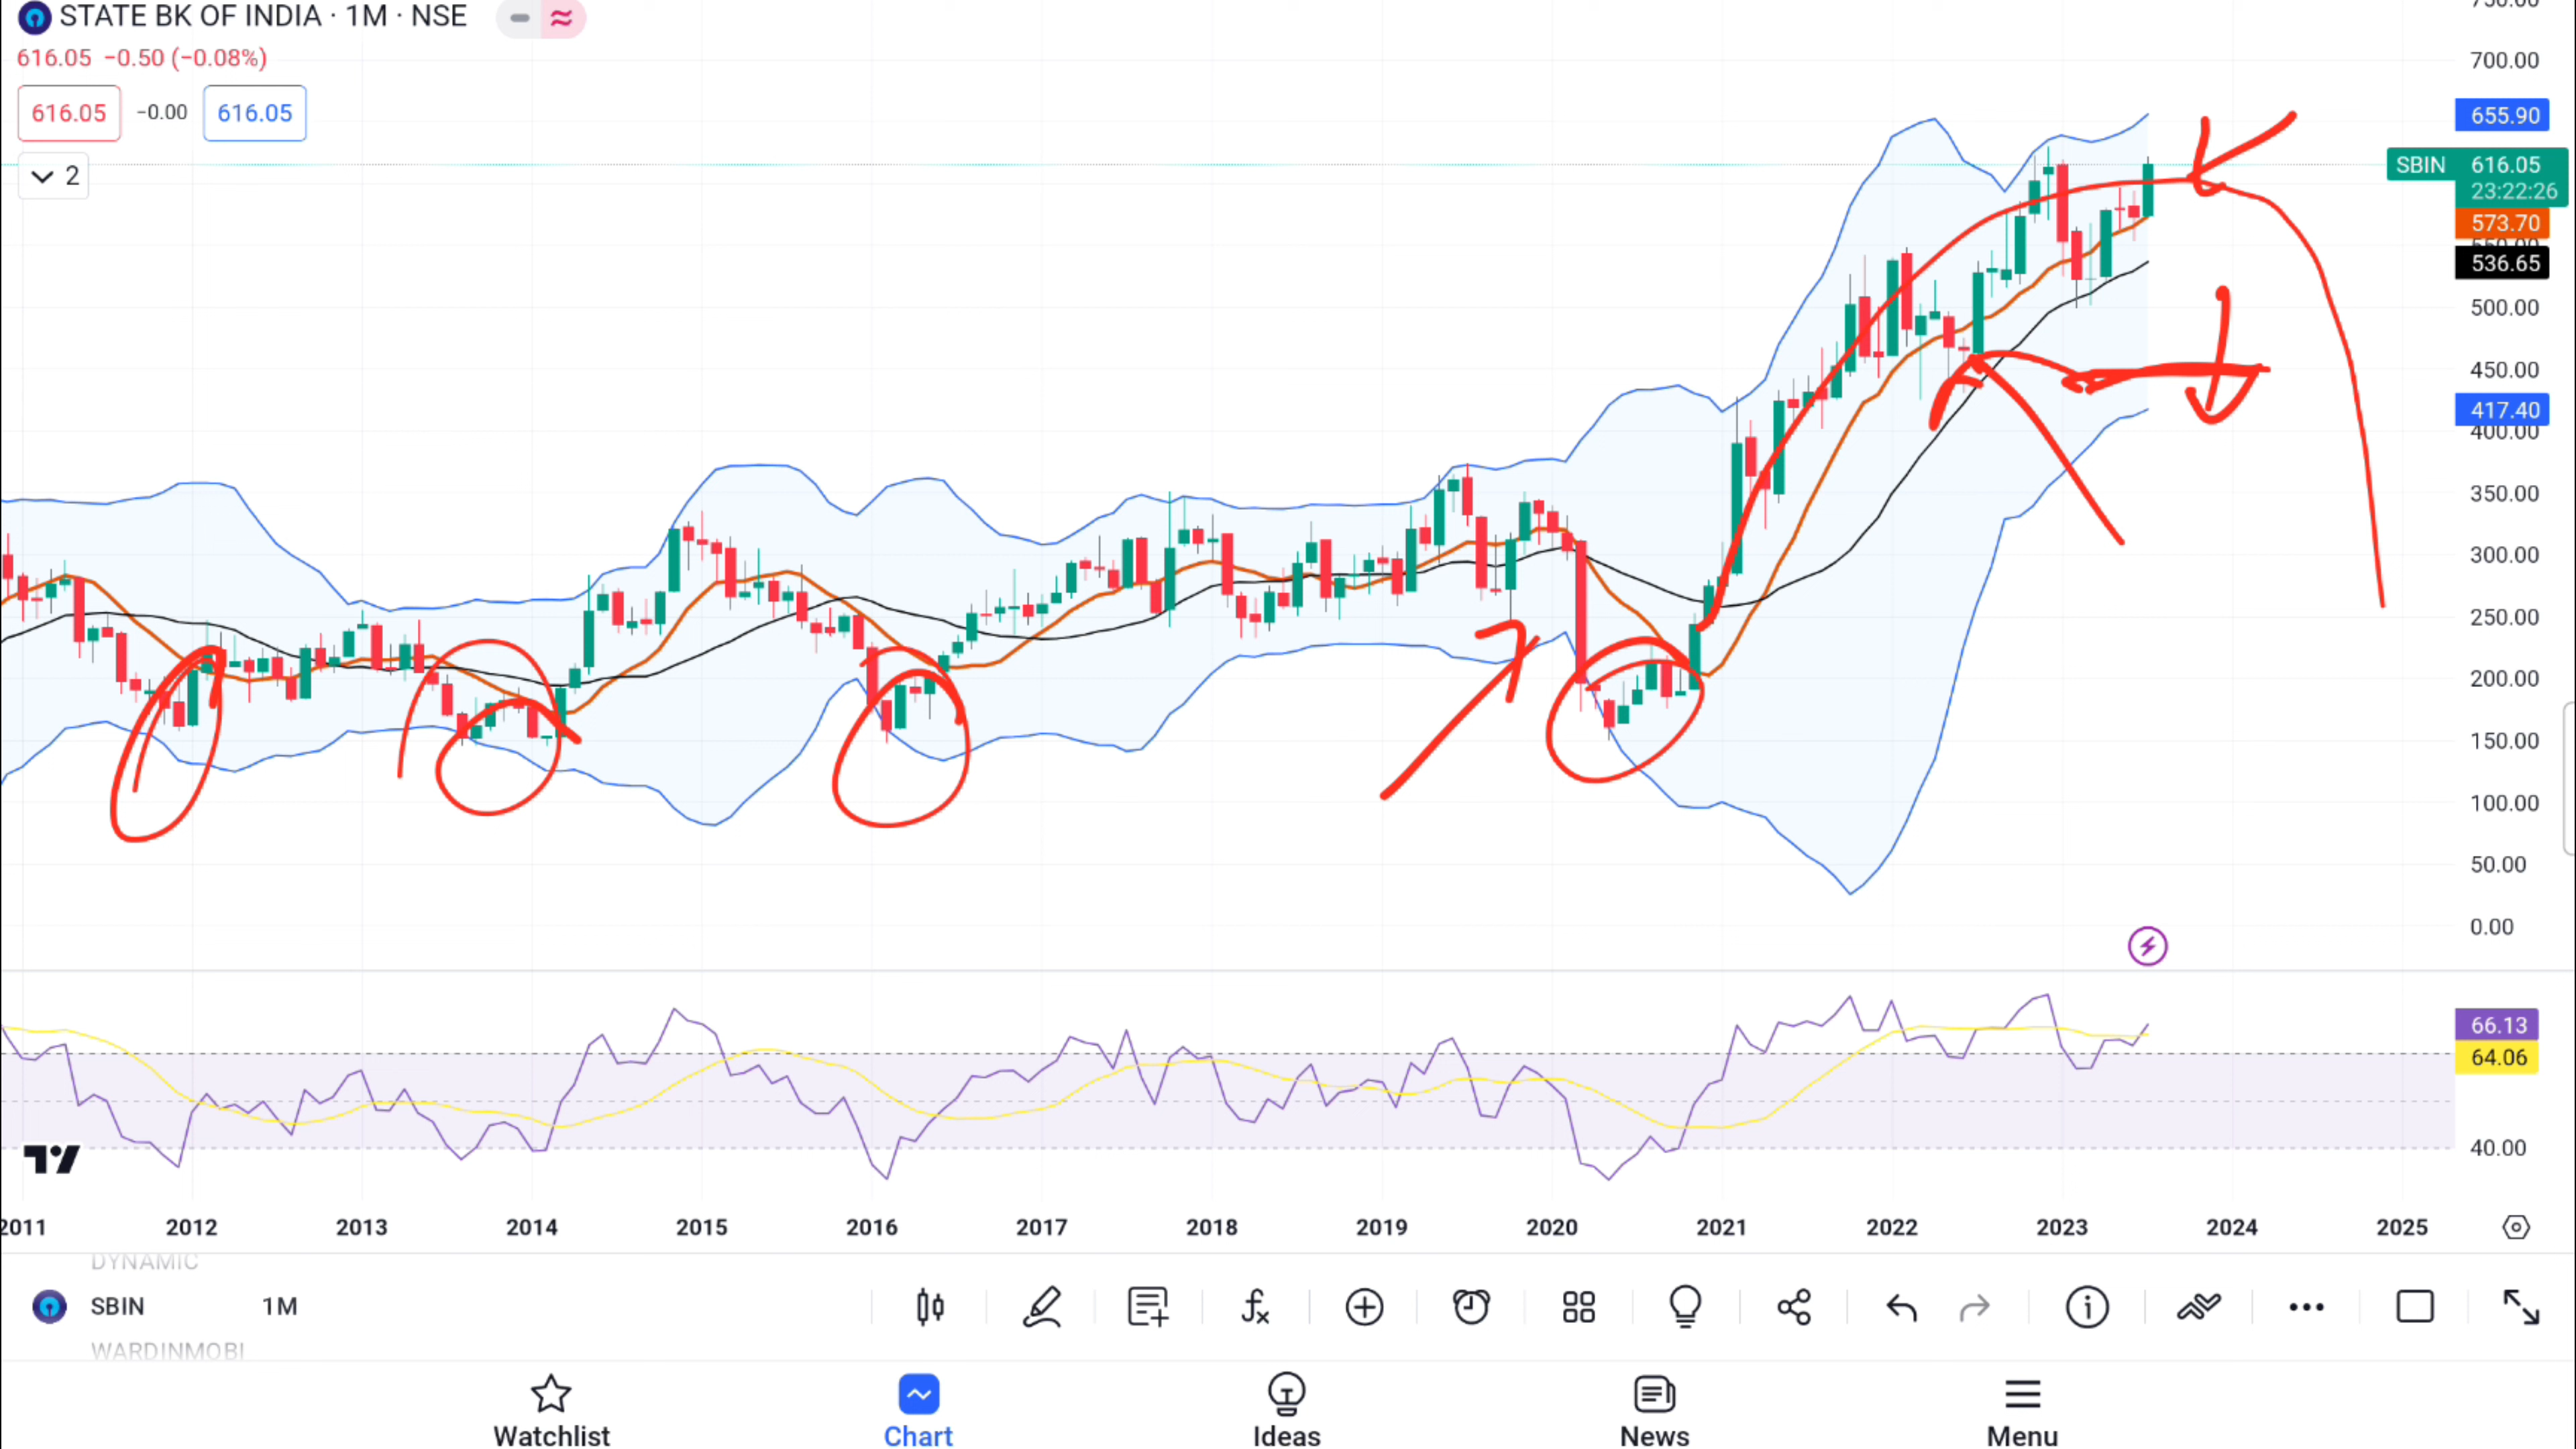 STATE BK OF INDIA · 1M · NSE
616.05 −0.50 (−0.08%)
616.05 −0.00 616.05
2
700.00
655.90
SBIN 616.05
23:22:26
573.70
536.65
500.00
450.00
417.40
400.00
350.00
300.00
250.00
200.00
150.00
100.00
50.00
0.00
66.13
64.06
40.00
2011 2012 2013 2014 2015 2016 2017 2018 2019 2020 2021 2022 2023 2024 2025
DYNAMIC
SBIN 1M
WARDINMOBI
Watchlist Chart Ideas News Menu